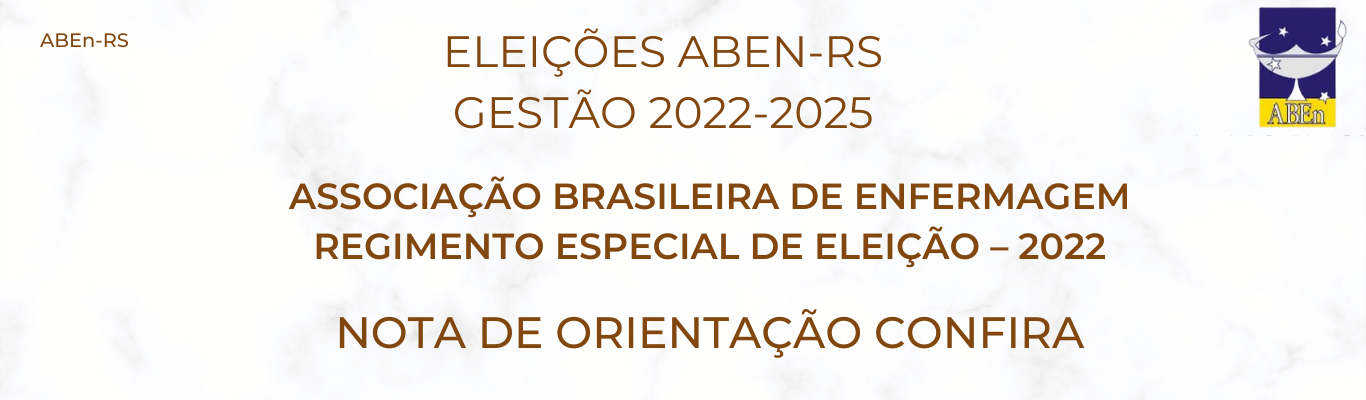 ABEn-RS
ELEIÇÕES ABEN-RS
GESTÃO 2022-2025
ASSOCIAÇÃO BRASILEIRA DE ENFERMAGEM
REGIMENTO ESPECIAL DE ELEIÇÃO – 2022
NOTA DE ORIENTAÇÃO CONFIRA
ABEn